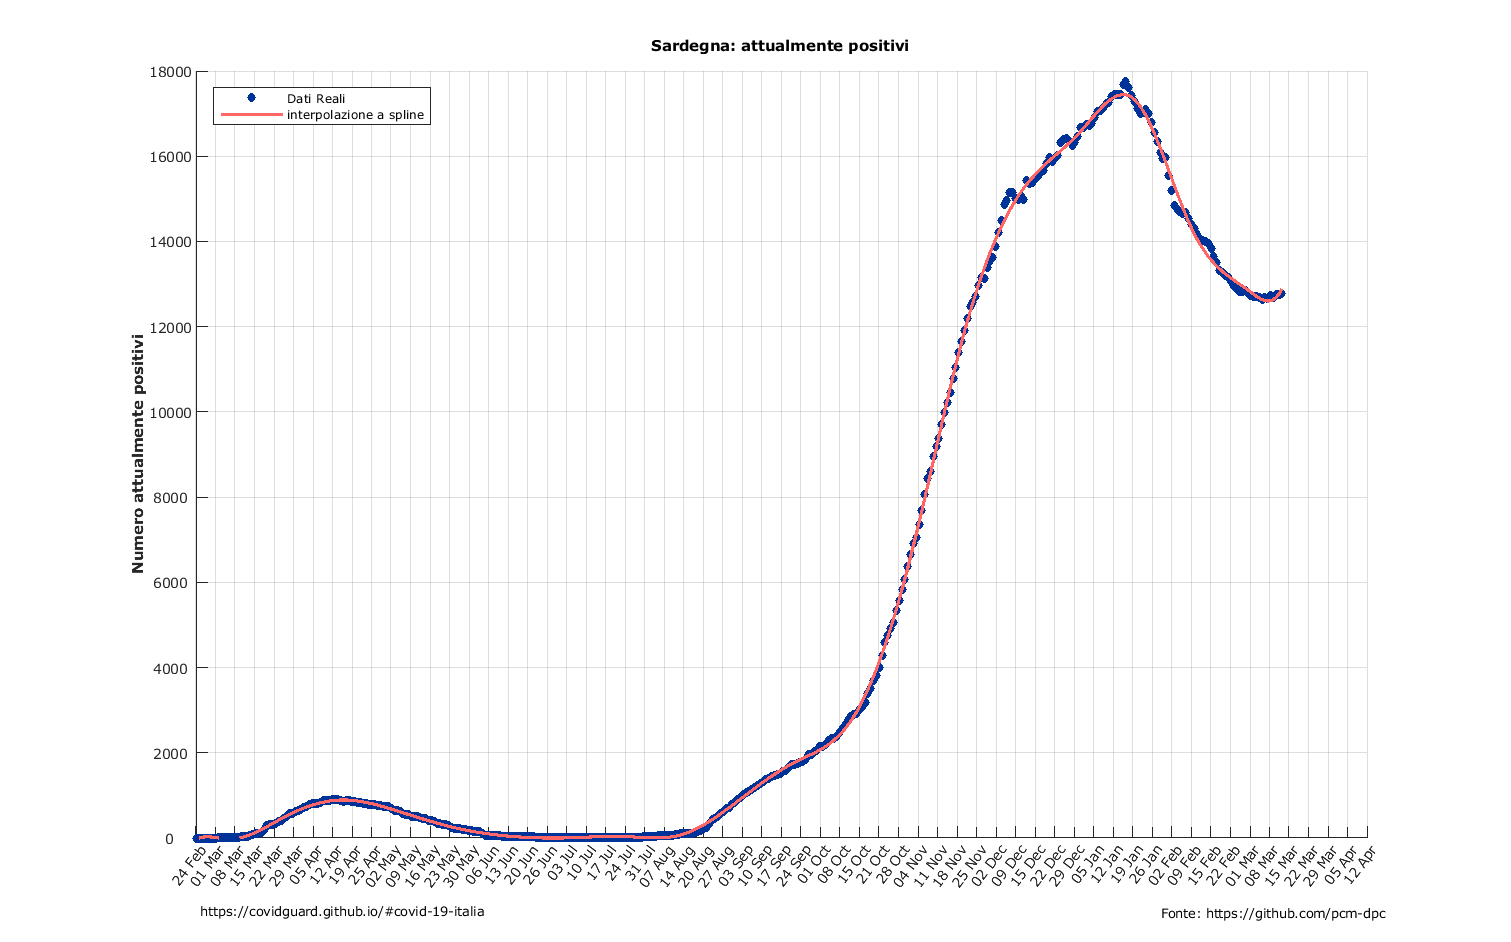 Sardegna: attualmente positivi
Dati Reali
interpolazione a spline
Numero attualmente positivi
18000
16000
14000
12000
10000
8000
6000
4000
2000
0
24 Feb
01 Mar
08 Mar
15 Mar
22 Mar
29 Mar
05 Apr
12 Apr
19 Apr
25 Apr
02 May
09 May
16 May
23 May
30 May
06 Jun
13 Jun
20 Jun
26 Jun
03 Jul
10 Jul
17 Jul
24 Jul
31 Jul
07 Aug
14 Aug
20 Aug
27 Aug
03 Sep
10 Sep
17 Sep
24 Sep
01 Oct
08 Oct
15 Oct
21 Oct
28 Oct
04 Nov
11 Nov
18 Nov
25 Nov
02 Dec
09 Dec
15 Dec
22 Dec
29 Dec
05 Jan
12 Jan
19 Jan
26 Jan
02 Feb
09 Feb
15 Feb
22 Feb
01 Mar
08 Mar
15 Mar
22 Mar
29 Mar
05 Apr
12 Apr
https://covidguard.github.io/#covid-19-italia
Fonte: https://github.com/pcm-dpc